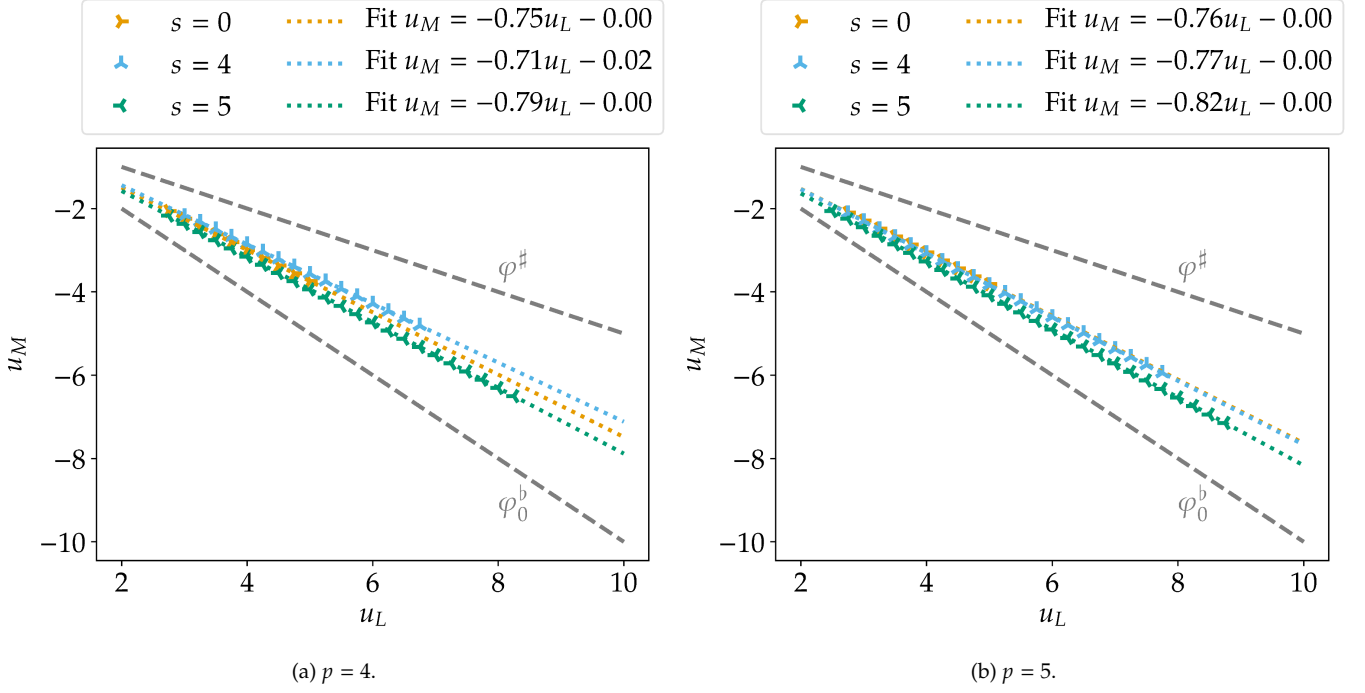 s = 0 Fit u_M = −0.75u_L − 0.00
s = 4 Fit u_M = −0.71u_L − 0.02
s = 5 Fit u_M = −0.79u_L − 0.00
−2
−4
−6
−8
−10
u_M
φ^♯
φ_0^♭
2 4 6 8 10
u_L
(a) p = 4.
s = 0 Fit u_M = −0.76u_L − 0.00
s = 4 Fit u_M = −0.77u_L − 0.00
s = 5 Fit u_M = −0.82u_L − 0.00
−2
−4
−6
−8
−10
u_M
φ^♯
φ_0^♭
2 4 6 8 10
u_L
(b) p = 5.